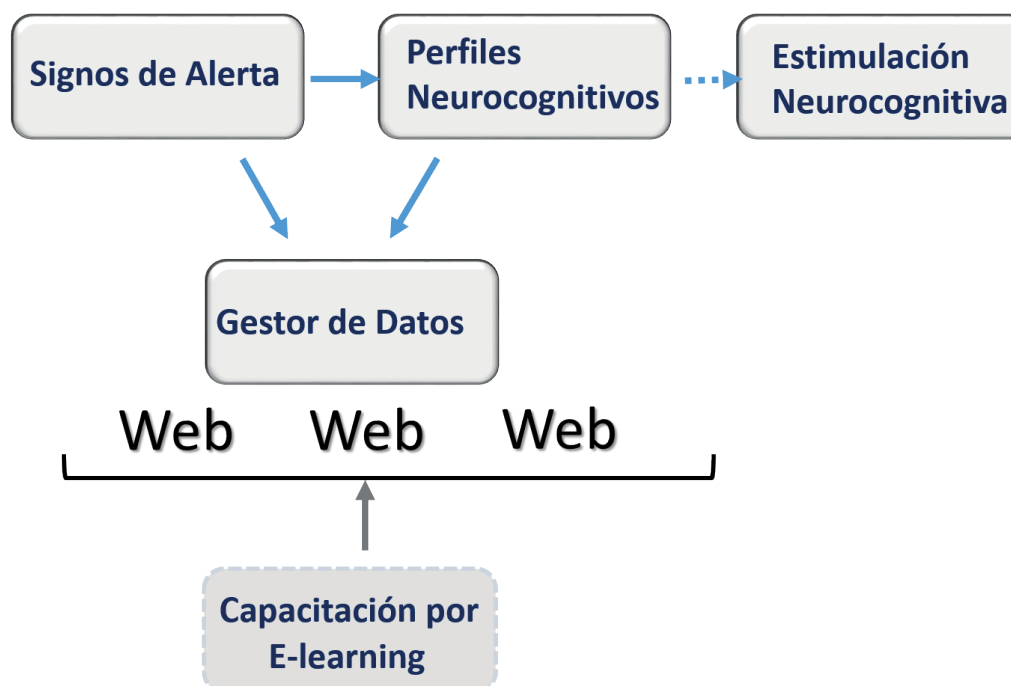 Signos de Alerta
Perfiles
Neurocognitivos
Estimulación
Neurocognitiva
Gestor de Datos
Web Web Web
Capacitación por
E-learning